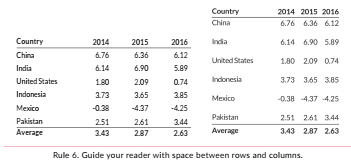 Country 2014 2015 2016
China 6.76 6.36 6.12
India 6.14 6.90 5.89
United States 1.80 2.09 0.74
Indonesia 3.73 3.65 3.85
Mexico -0.38 -4.37 -4.25
Pakistan 2.51 2.61 3.44
Average 3.43 2.87 2.63
Country 2014 2015 2016
China 6.76 6.36 6.12
India 6.14 6.90 5.89
United States 1.80 2.09 0.74
Indonesia 3.73 3.65 3.85
Mexico -0.38 -4.37 -4.25
Pakistan 2.51 2.61 3.44
Average 3.43 2.87 2.63
Rule 6. Guide your reader with space between rows and columns.